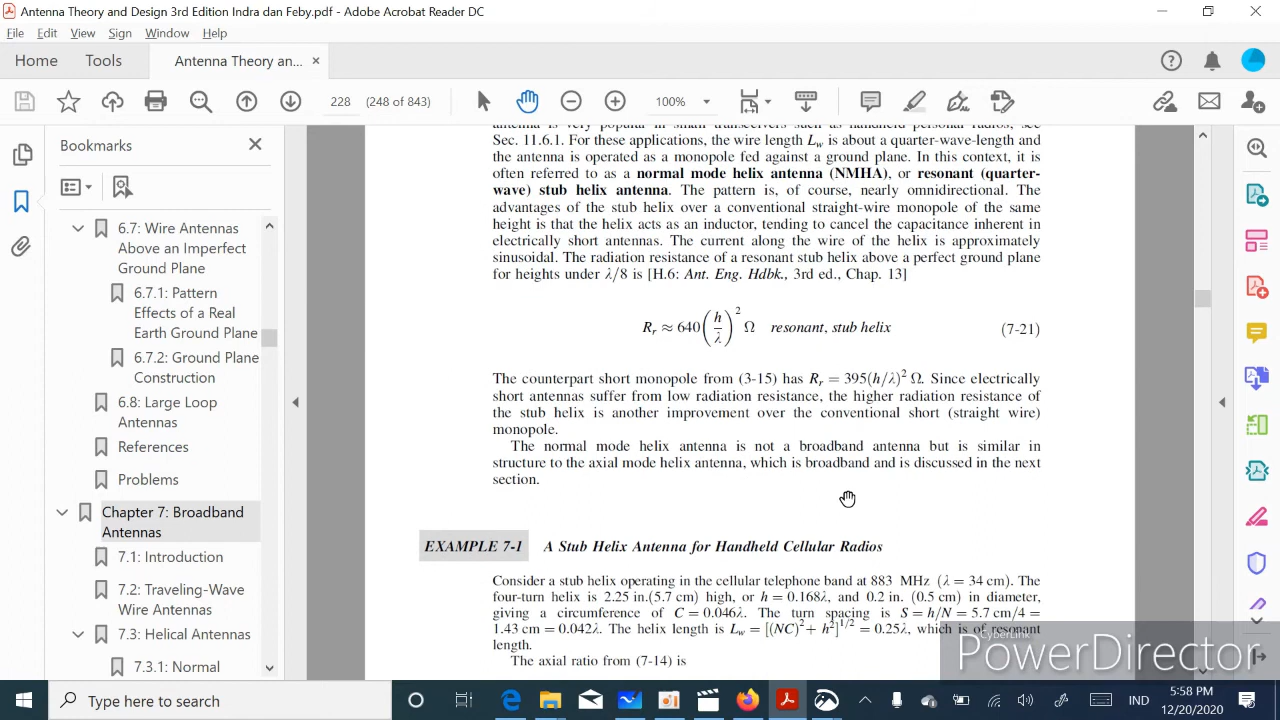 Antenna Theory and Design 3rd Edition Indra dan Feby.pdf - Adobe Acrobat Reader DC
File Edit View Sign Window Help
Home Tools Antenna Theory an... ×
228 (248 of 843) 100%
Bookmarks
6.7: Wire Antennas
Above an Imperfect
Ground Plane
6.7.1: Pattern
Effects of a Real
Earth Ground Plane
6.7.2: Ground Plane
Construction
6.8: Large Loop
Antennas
References
Problems
Chapter 7: Broadband
Antennas
7.1: Introduction
7.2: Traveling-Wave
Wire Antennas
7.3: Helical Antennas
7.3.1: Normal
antenna is very popular in small transceivers such as handheld personal radios, see
Sec. 11.6.1. For these applications, the wire length Lw is about a quarter-wave-length and
the antenna is operated as a monopole fed against a ground plane. In this context, it is
often referred to as a normal mode helix antenna (NMHA), or resonant (quarter-
wave) stub helix antenna. The pattern is, of course, nearly omnidirectional. The
advantages of the stub helix over a conventional straight-wire monopole of the same
height is that the helix acts as an inductor, tending to cancel the capacitance inherent in
electrically short antennas. The current along the wire of the helix is approximately
sinusoidal. The radiation resistance of a resonant stub helix above a perfect ground plane
for heights under λ/8 is [H.6: Ant. Eng. Hdbk., 3rd ed., Chap. 13]
Rr ≈ 640(h/λ)² Ω resonant, stub helix (7-21)
The counterpart short monopole from (3-15) has Rr = 395(h/λ)² Ω. Since electrically
short antennas suffer from low radiation resistance, the higher radiation resistance of
the stub helix is another improvement over the conventional short (straight wire)
monopole.
The normal mode helix antenna is not a broadband antenna but is similar in
structure to the axial mode helix antenna, which is broadband and is discussed in the next
section.
EXAMPLE 7-1 A Stub Helix Antenna for Handheld Cellular Radios
Consider a stub helix operating in the cellular telephone band at 883 MHz (λ = 34 cm). The
four-turn helix is 2.25 in.(5.7 cm) high, or h = 0.168λ, and 0.2 in. (0.5 cm) in diameter,
giving a circumference of C = 0.046λ. The turn spacing is S = h/N = 5.7 cm/4 =
1.43 cm = 0.042λ. The helix length is Lw = [(NC)² + h²]^1/2 = 0.25λ, which is of resonant
length.
The axial ratio from (7-14) is
CyberLink
PowerDirector
Type here to search
IND
5:58 PM
12/20/2020